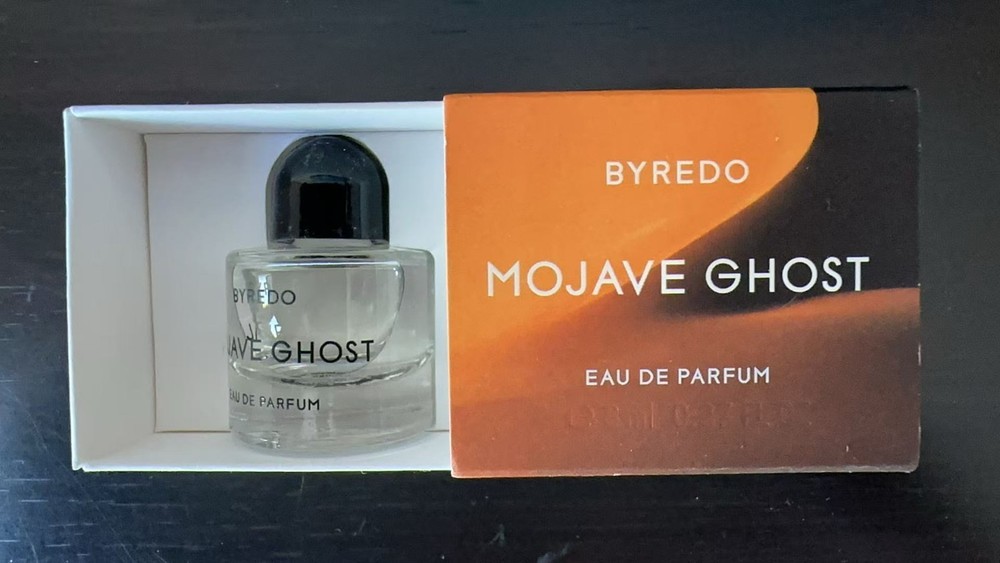 BYREDO
JAVE GHOST
EAU DE PARFUM
BYREDO
MOJAVE GHOST
EAU DE PARFUM